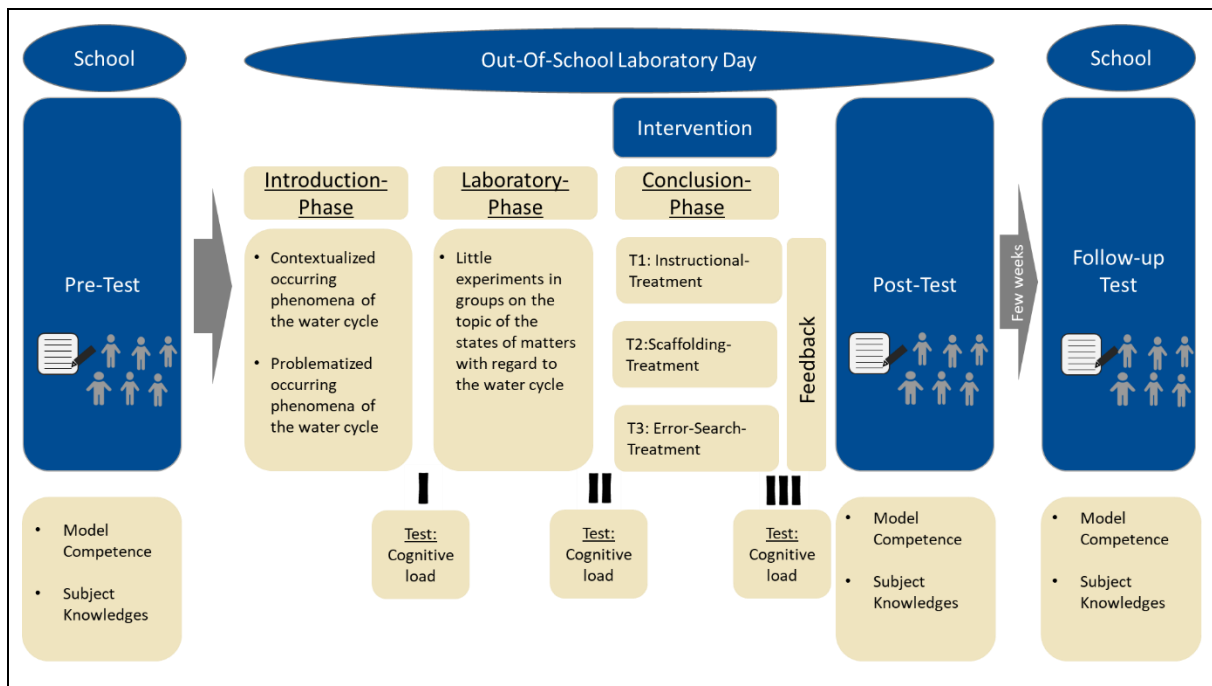 School
Out-Of-School Laboratory Day
School
Pre-Test
Introduction-
Phase
• Contextualized
occurring
phenomena of
the water cycle
• Problematized
occurring
phenomena of
the water cycle
Laboratory-
Phase
• Little
experiments in
groups on the
topic of the
states of matters
with regard to
the water cycle
Intervention
Conclusion-
Phase
T1: Instructional-
Treatment
T2:Scaffolding-
Treatment
T3: Error-Search-
Treatment
Feedback
Post-Test
Few weeks
Follow-up
Test
• Model
Competence
• Subject
Knowledges
I
Test:
Cognitive
load
II
Test:
Cognitive
load
III
Test:
Cognitive
load
• Model
Competence
• Subject
Knowledges
• Model
Competence
• Subject
Knowledges